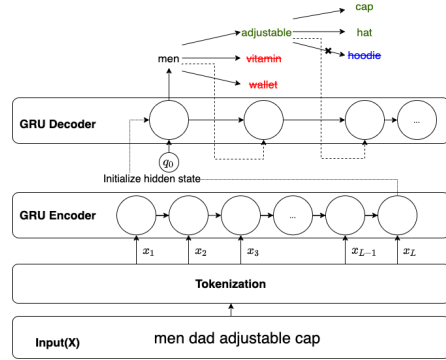 cap
adjustable
hat
men
vitamin
hoodie
wallet
GRU Decoder
...
q0
Initialize hidden state
GRU Encoder
...
x1 x2 x3 xL−1 xL
Tokenization
Input(X)
men dad adjustable cap